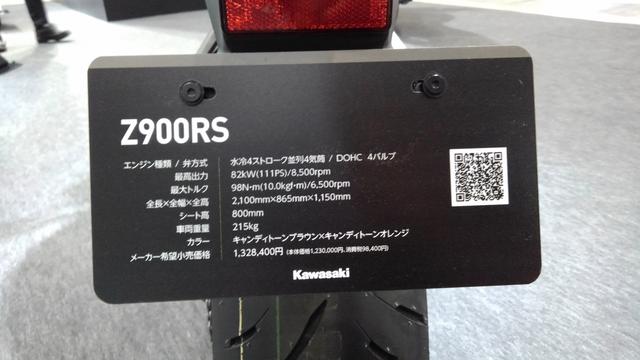 Z900RS
エンジン種類 / 弁方式 水冷4ストローク並列4気筒 / DOHC 4バルブ
最高出力 82kW(111PS)/8,500rpm
最大トルク 98N・m(10.0kgf・m)/6,500rpm
全長×全幅×全高 2,100mm×865mm×1,150mm
シート高 800mm
車両重量 215kg
カラー キャンディトーンブラウン×キャンディトーンオレンジ
メーカー希望小売価格 1,328,400円 (本体価格1,230,000円、消費税98,400円)
Kawasaki